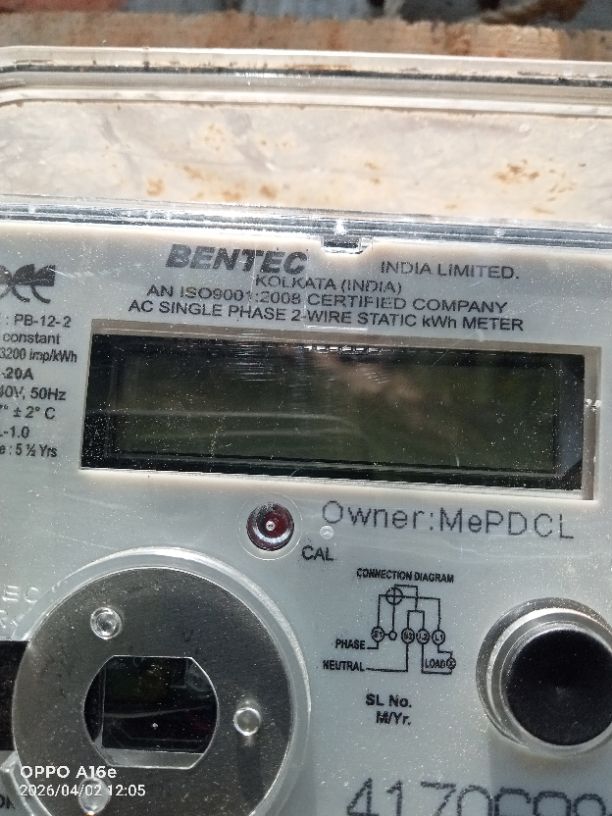 BENTEC INDIA LIMITED.
KOLKATA (INDIA)
AN ISO9001:2008 CERTIFIED COMPANY
AC SINGLE PHASE 2-WIRE STATIC kWh METER
: PB-12-2
constant
3200 imp/kWh
-20A
40V, 50Hz
7° ± 2° C
-1.0
e : 5 ½ Yrs
Owner:MePDCL
CAL
CONNECTION DIAGRAM
PHASE
NEUTRAL
LOAD
SL No.
M/Yr.
OPPO A16e
2026/04/02 12:05